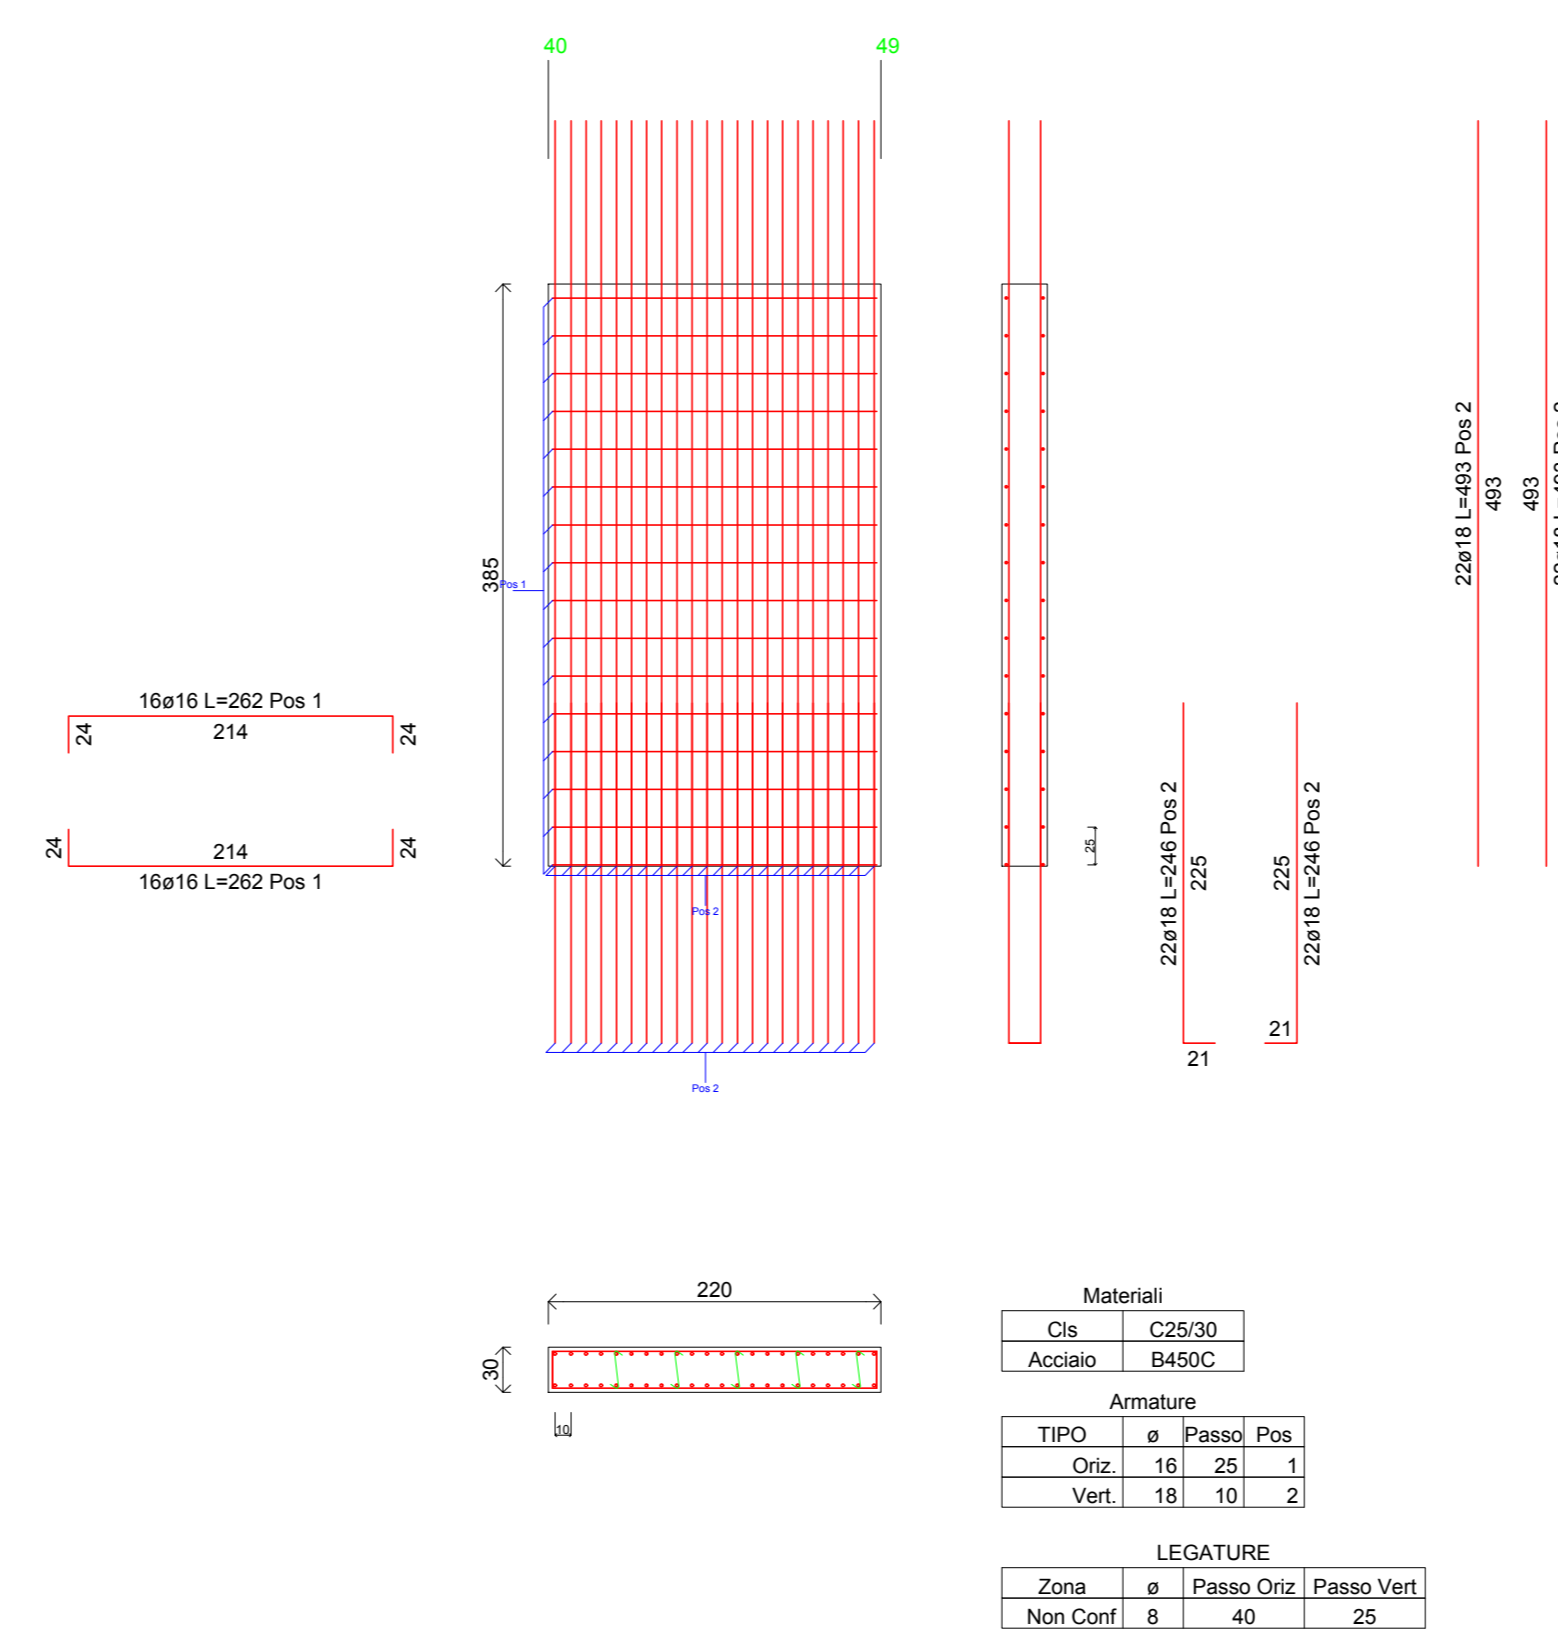 40
49
385
Pos 1
16ø16 L=262 Pos 1
24
214
24
24
214
24
16ø16 L=262 Pos 1
Pos 2
Pos 2
25
22ø18 L=246 Pos 2
225
21
225
22ø18 L=246 Pos 2
21
22ø18 L=493 Pos 2
493
493
220
30
10
Materiali
Cls C25/30
Acciaio B450C
Armature
TIPO ø Passo Pos
Oriz. 16 25 1
Vert. 18 10 2
LEGATURE
Zona ø Passo Oriz Passo Vert
Non Conf 8 40 25